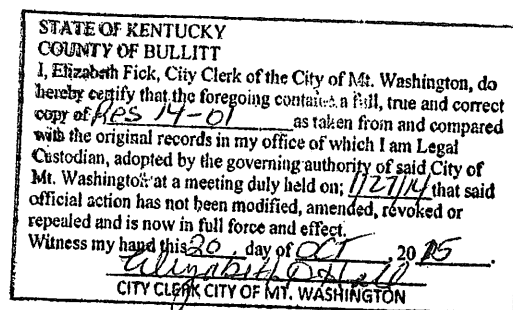 STATE OF KENTUCKY
COUNTY OF BULLITT
I, Elizabeth Fick, City Clerk of the City of Mt. Washington, do
hereby certify that the foregoing contains a full, true and correct
copy of Res 14-01 as taken from and compared
with the original records in my office of which I am Legal
Custodian, adopted by the governing authority of said City of
Mt. Washington at a meeting duly held on; 1/27/14 that said
official action has not been modified, amended, revoked or
repealed and is now in full force and effect.
Witness my hand this 20 day of OCT, 20 15.
Elizabeth D
CITY CLERK CITY OF MT. WASHINGTON